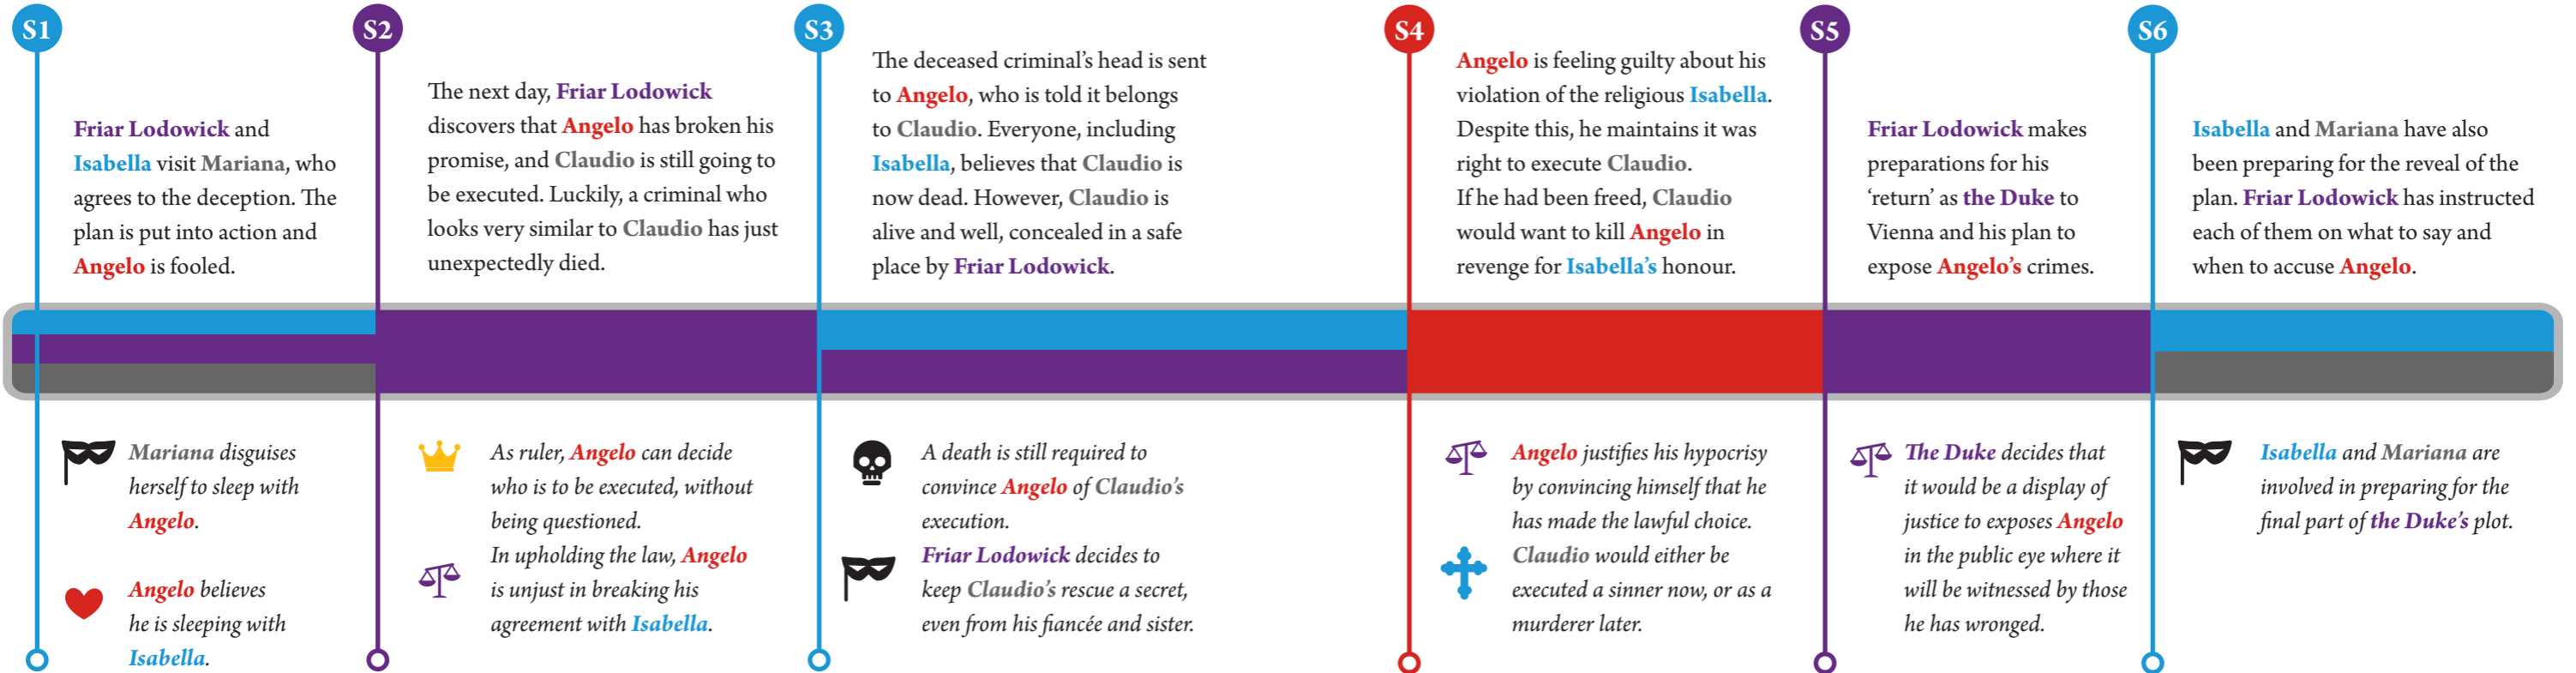 S1
Friar Lodowick and
Isabella visit Mariana, who
agrees to the deception. The
plan is put into action and
Angelo is fooled.
Mariana disguises
herself to sleep with
Angelo.
Angelo believes
he is sleeping with
Isabella.
S2
The next day, Friar Lodowick
discovers that Angelo has broken his
promise, and Claudio is still going to
be executed. Luckily, a criminal who
looks very similar to Claudio has just
unexpectedly died.
As ruler, Angelo can decide
who is to be executed, without
being questioned.
In upholding the law, Angelo
is unjust in breaking his
agreement with Isabella.
S3
The deceased criminal’s head is sent
to Angelo, who is told it belongs
to Claudio. Everyone, including
Isabella, believes that Claudio is
now dead. However, Claudio is
alive and well, concealed in a safe
place by Friar Lodowick.
A death is still required to
convince Angelo of Claudio’s
execution.
Friar Lodowick decides to
keep Claudio’s rescue a secret,
even from his fiancée and sister.
S4
Angelo is feeling guilty about his
violation of the religious Isabella.
Despite this, he maintains it was
right to execute Claudio.
If he had been freed, Claudio
would want to kill Angelo in
revenge for Isabella’s honour.
Angelo justifies his hypocrisy
by convincing himself that he
has made the lawful choice.
Claudio would either be
executed a sinner now, or as a
murderer later.
S5
Friar Lodowick makes
preparations for his
‘return’ as the Duke to
Vienna and his plan to
expose Angelo’s crimes.
The Duke decides that
it would be a display of
justice to exposes Angelo
in the public eye where it
will be witnessed by those
he has wronged.
S6
Isabella and Mariana have also
been preparing for the reveal of the
plan. Friar Lodowick has instructed
each of them on what to say and
when to accuse Angelo.
Isabella and Mariana are
involved in preparing for the
final part of the Duke’s plot.